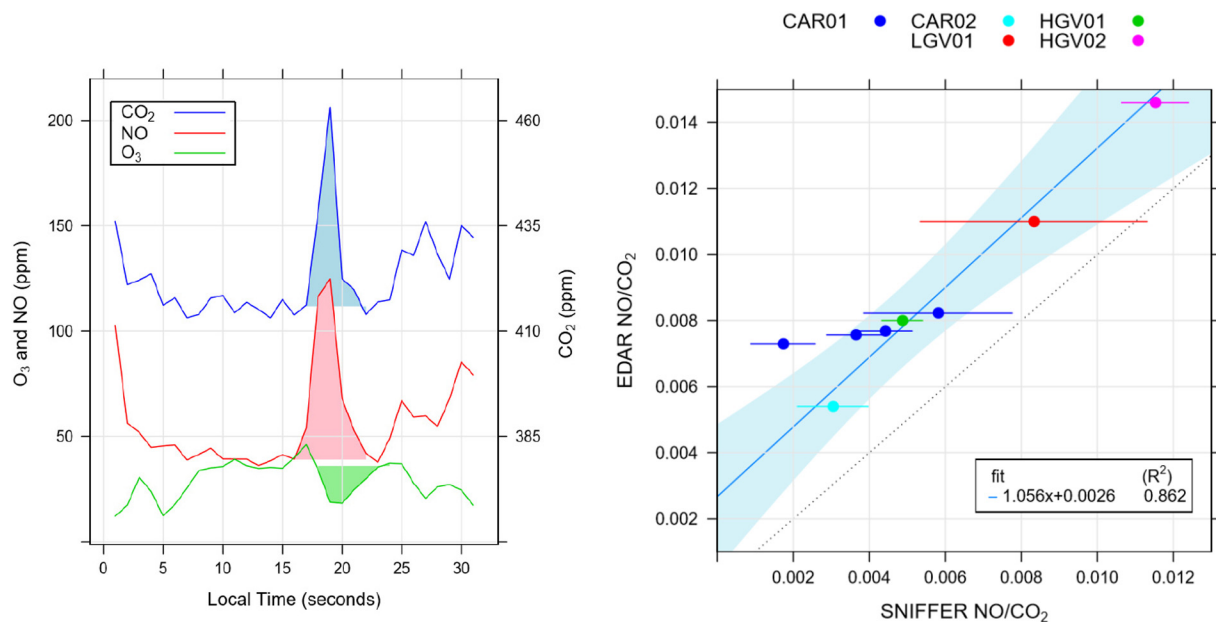 CO₂
NO
O₃
200
150
100
50
O₃ and NO (ppm)
460
435
410
385
CO₂ (ppm)
0 5 10 15 20 25 30
Local Time (seconds)
CAR01 CAR02 HGV01
LGV01 HGV02
0.014
0.012
0.010
0.008
0.006
0.004
0.002
EDAR NO/CO₂
fit (R²)
1.056x+0.0026 0.862
0.002 0.004 0.006 0.008 0.010 0.012
SNIFFER NO/CO₂